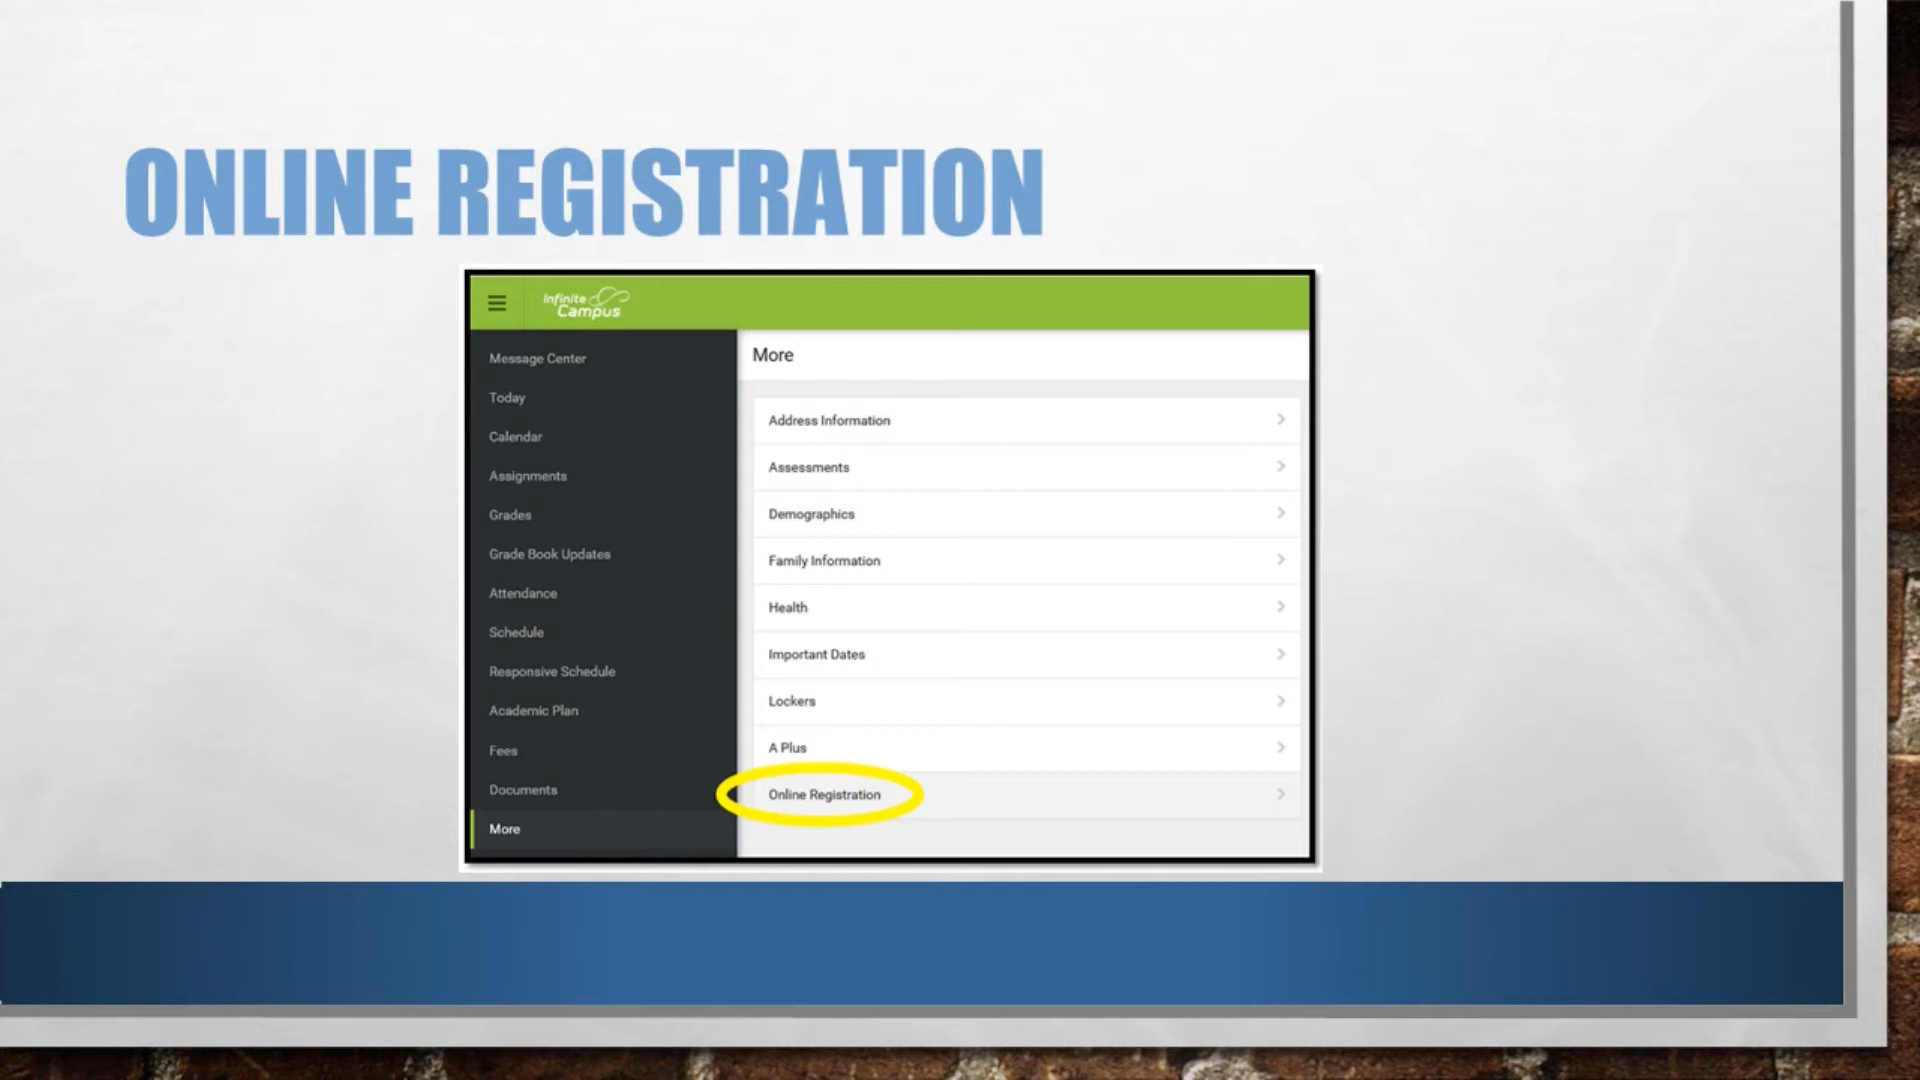 ONLINE REGISTRATION
Infinite
Campus
Message Center
Today
Calendar
Assignments
Grades
Grade Book Updates
Attendance
Schedule
Responsive Schedule
Academic Plan
Fees
Documents
More
More
Address Information
Assessments
Demographics
Family Information
Health
Important Dates
Lockers
A Plus
Online Registration